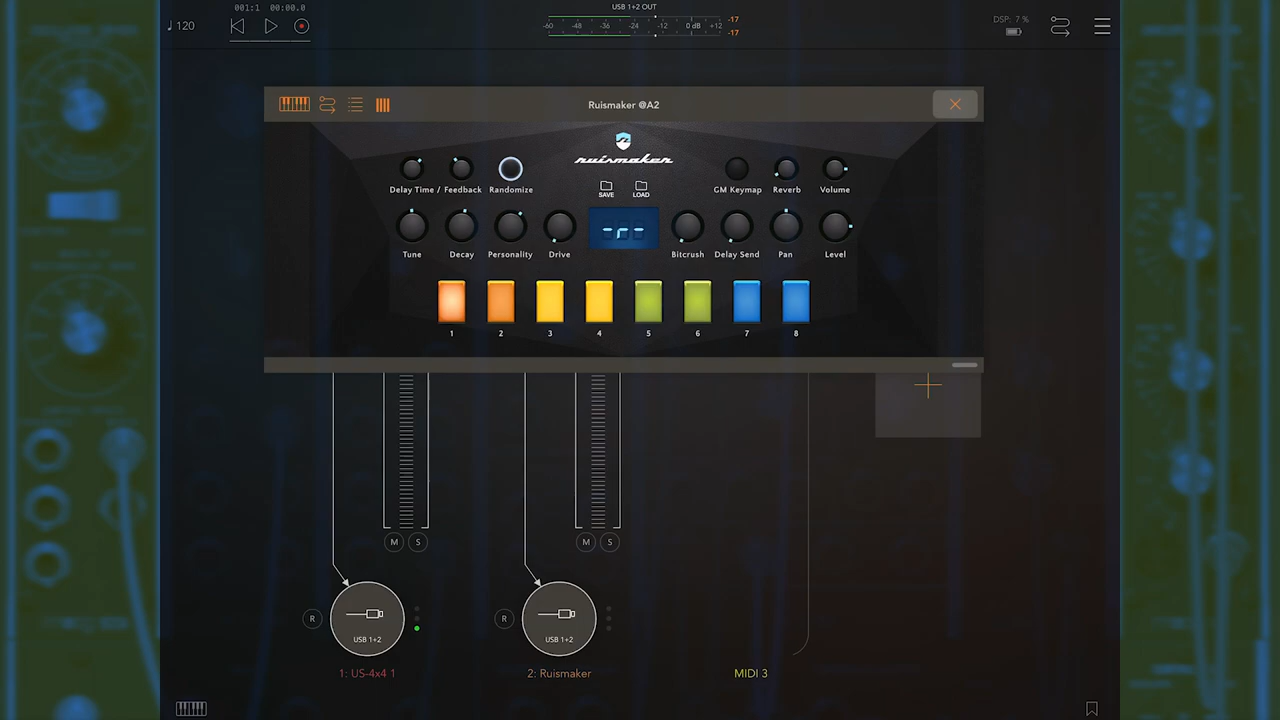 001:1 00:00.0
♩ 120
USB 1+2 OUT
-60 -48 -36 -24 -12 0 dB +12
-17
-17
DSP: 7 %
Ruismaker @A2
ruismaker
Delay Time / Feedback Randomize
SAVE LOAD
GM Keymap Reverb Volume
-r-
Tune Decay Personality Drive
Bitcrush Delay Send Pan Level
1 2 3 4 5 6 7 8
M S M S
R USB 1+2
R USB 1+2
1: US-4x4 1
2: Ruismaker
MIDI 3